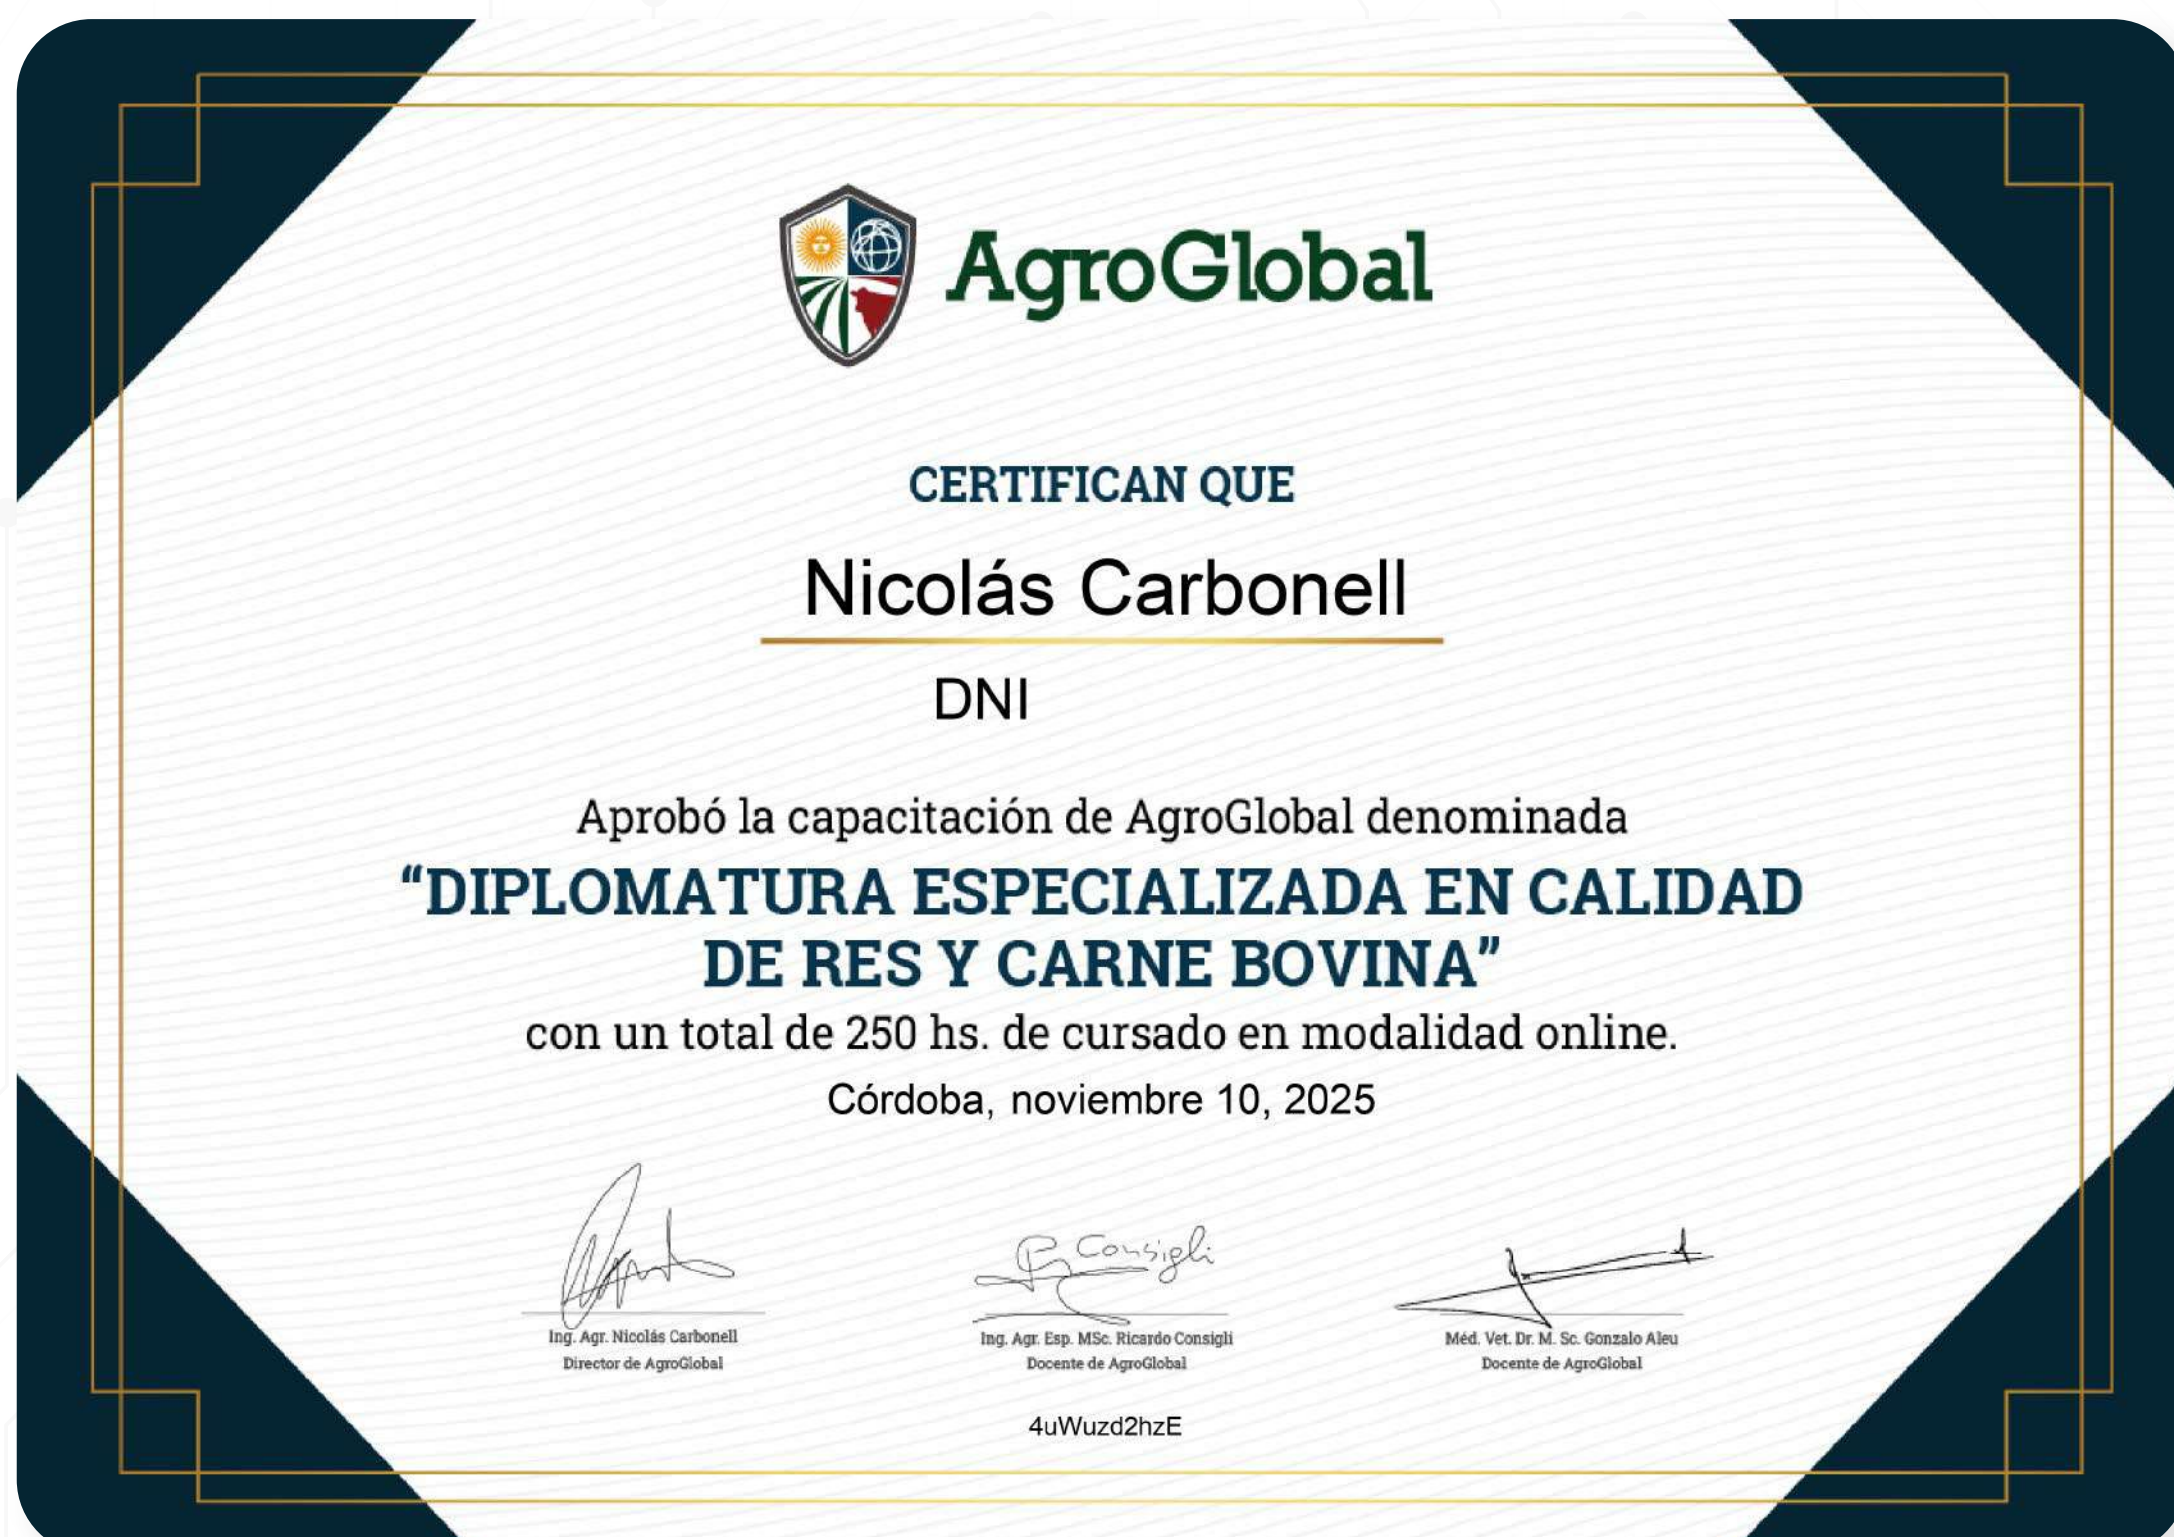 AgroGlobal
CERTIFICAN QUE
Nicolás Carbonell
DNI
Aprobó la capacitación de AgroGlobal denominada
“DIPLOMATURA ESPECIALIZADA EN CALIDAD
DE RES Y CARNE BOVINA”
con un total de 250 hs. de cursado en modalidad online.
Córdoba, noviembre 10, 2025
Consigli
Ing. Agr. Nicolás Carbonell
Director de AgroGlobal
Ing. Agr. Esp. MSc. Ricardo Consigli
Docente de AgroGlobal
Méd. Vet. Dr. M. Sc. Gonzalo Aleu
Docente de AgroGlobal
4uWuzd2hzE